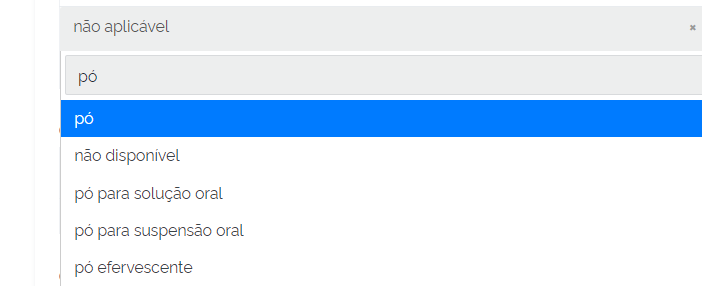 não aplicável ×
pó
pó
não disponível
pó para solução oral
pó para suspensão oral
pó efervescente